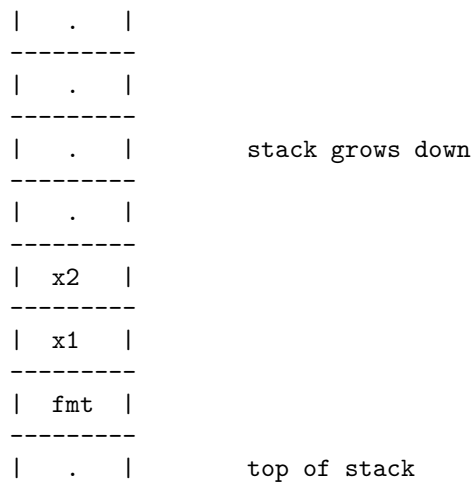 | . |
---------
| . |
---------
| . | stack grows down
---------
| . |
---------
| x2 |
---------
| x1 |
---------
| fmt |
---------
| . | top of stack